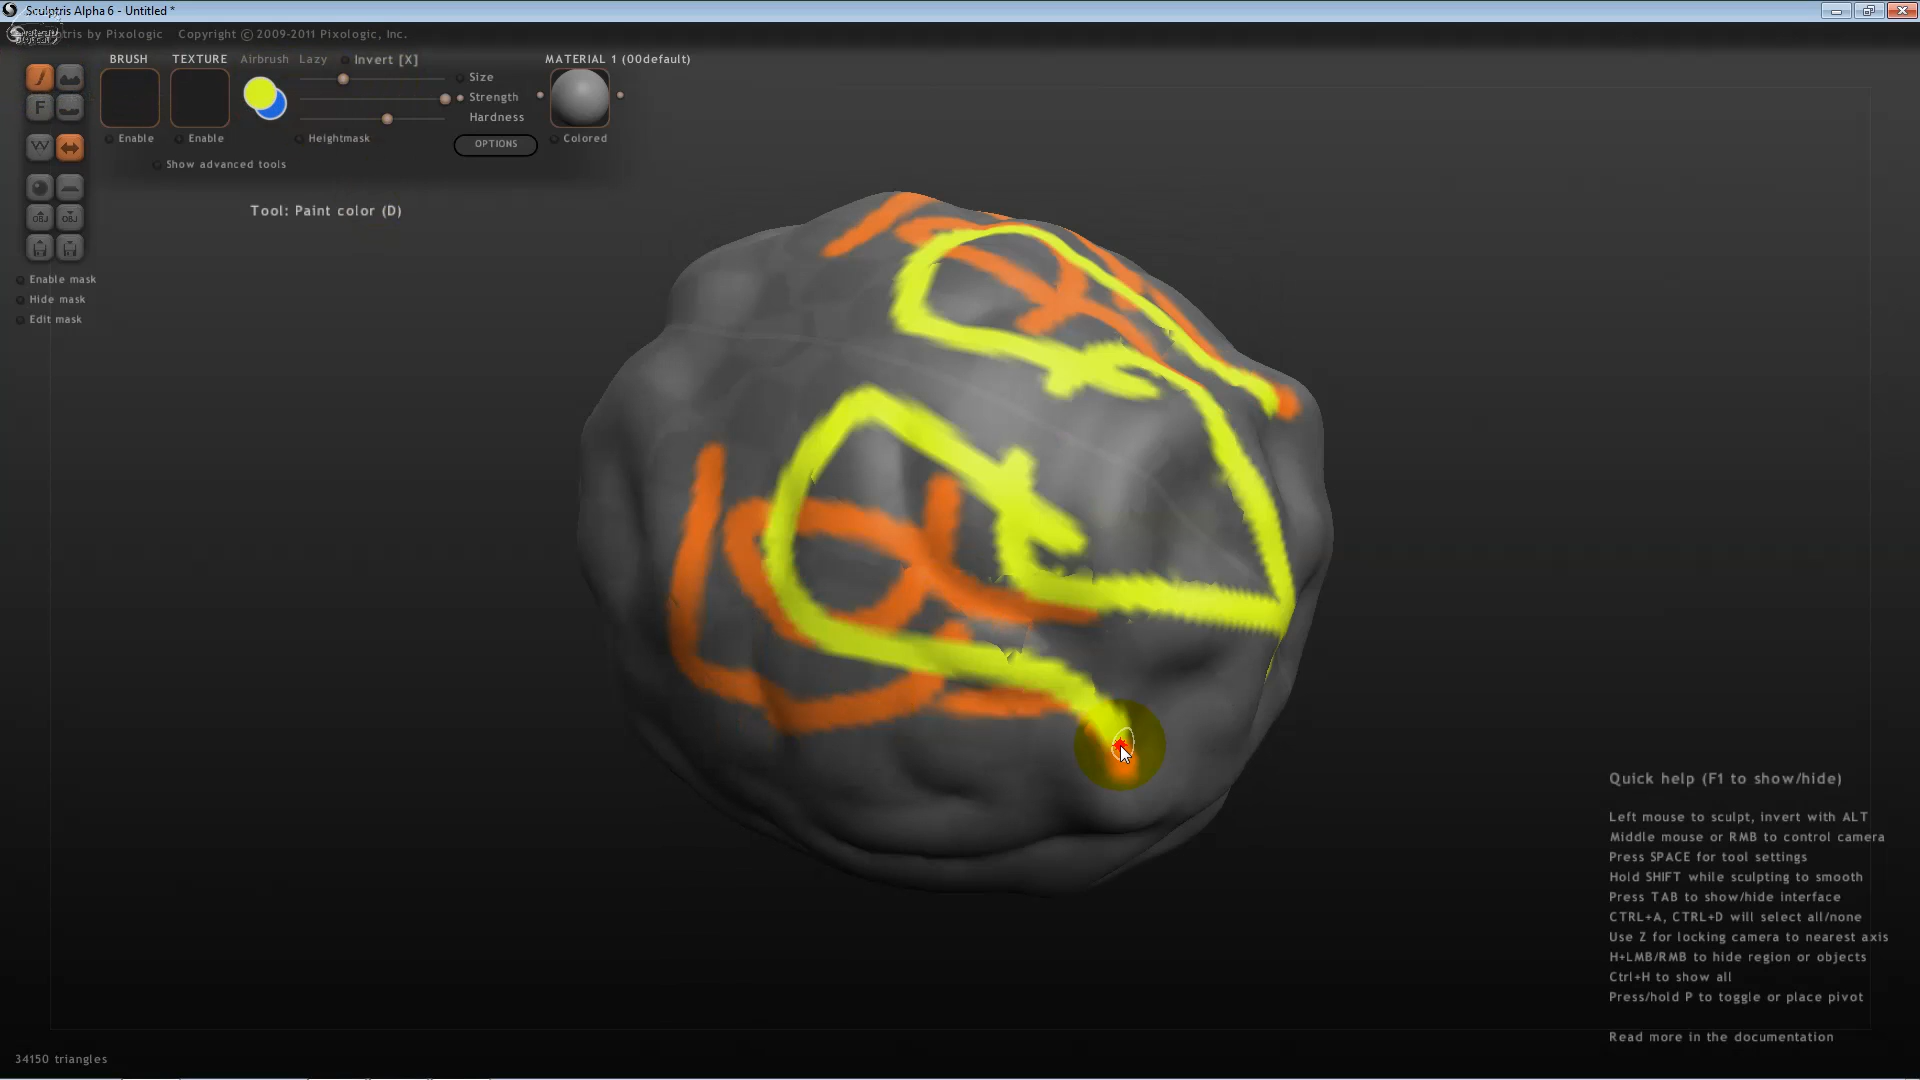 Sculptris Alpha 6 - Untitled *
tris by Pixologic Copyright © 2009-2011 Pixologic, Inc.
BRUSH TEXTURE Airbrush Lazy Invert [X] MATERIAL 1 (00default)
Size
Strength
Hardness
Enable Enable Heightmask OPTIONS Colored
Show advanced tools
F
W
OBJ OBJ
Tool: Paint color (D)
Enable mask
Hide mask
Edit mask
Quick help (F1 to show/hide)
Left mouse to sculpt, invert with ALT
Middle mouse or RMB to control camera
Press SPACE for tool settings
Hold SHIFT while sculpting to smooth
Press TAB to show/hide interface
CTRL+A, CTRL+D will select all/none
Use Z for locking camera to nearest axis
H+LMB/RMB to hide region or objects
Ctrl+H to show all
Press/hold P to toggle or place pivot
Read more in the documentation
34150 triangles